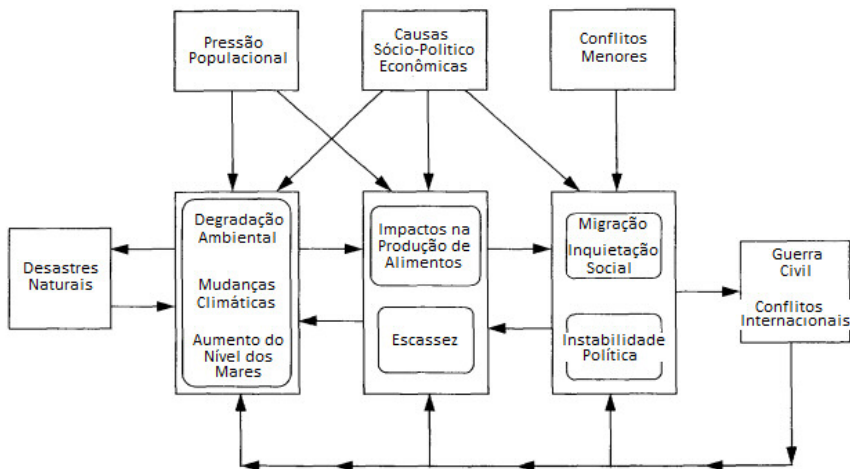 Pressão
Populacional
Causas
Sócio-Politico
Econômicas
Conflitos
Menores
Desastres
Naturais
Degradação
Ambiental
Mudanças
Climáticas
Aumento do
Nível dos
Mares
Impactos na
Produção de
Alimentos
Escassez
Migração
Inquietação
Social
Instabilidade
Política
Guerra
Civil
Conflitos
Internacionais